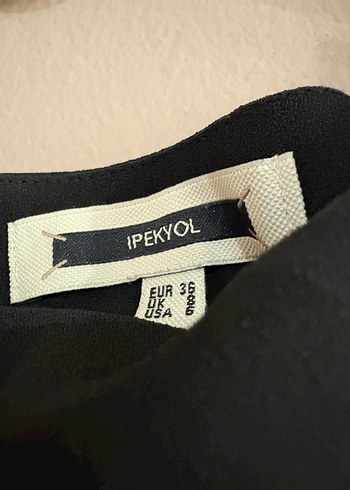 IPEKYOL
EUR 36
UK 8
USA 6